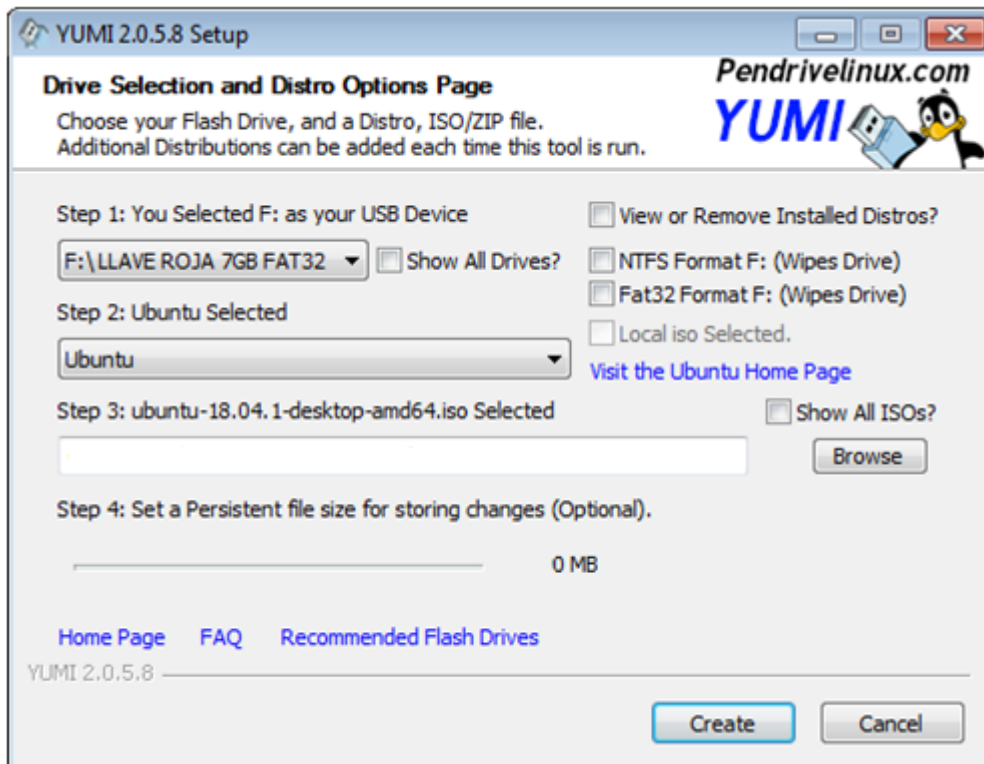 YUMI 2.0.5.8 Setup
Drive Selection and Distro Options Page
Choose your Flash Drive, and a Distro, ISO/ZIP file.
Additional Distributions can be added each time this tool is run.
Pendrivelinux.com
YUMI
Step 1: You Selected F: as your USB Device
View or Remove Installed Distros?
F:\LLAVE ROJA 7GB FAT32
Show All Drives?
NTFS Format F: (Wipes Drive)
Fat32 Format F: (Wipes Drive)
Step 2: Ubuntu Selected
Local iso Selected.
Ubuntu
Visit the Ubuntu Home Page
Step 3: ubuntu-18.04.1-desktop-amd64.iso Selected
Show All ISOs?
Browse
Step 4: Set a Persistent file size for storing changes (Optional).
0 MB
Home Page FAQ Recommended Flash Drives
YUMI 2.0.5.8
Create Cancel